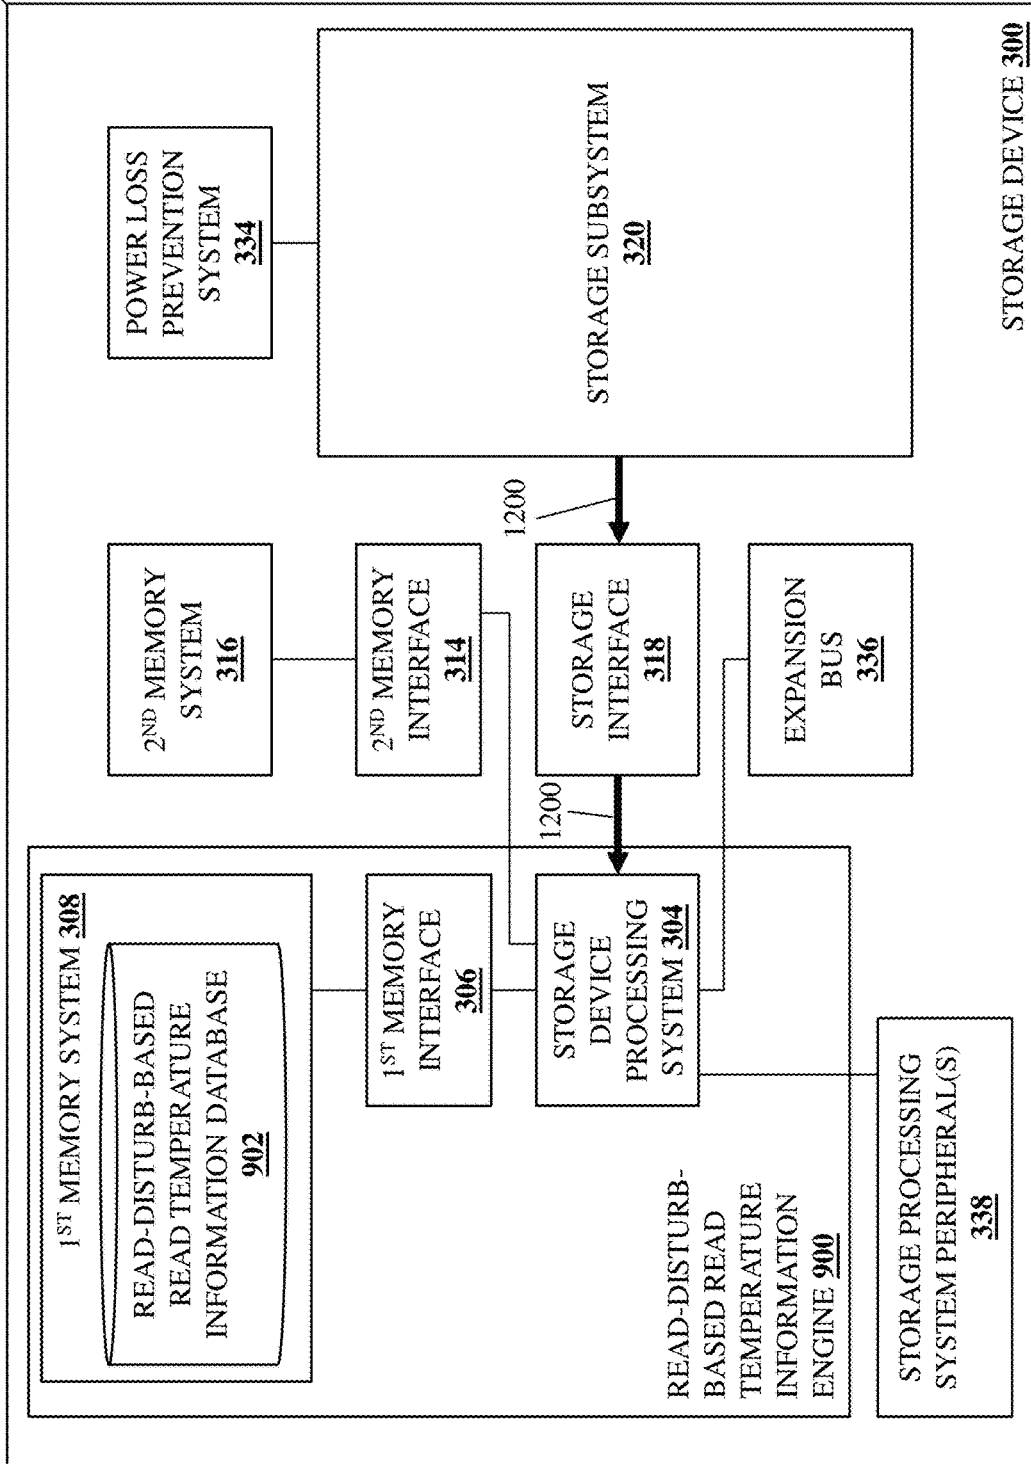 1ST MEMORY SYSTEM 308
READ-DISTURB-BASED
READ TEMPERATURE
INFORMATION DATABASE
902
1ST MEMORY
INTERFACE
306
STORAGE
DEVICE
PROCESSING
SYSTEM 304
READ-DISTURB-
BASED READ
TEMPERATURE
INFORMATION
ENGINE 900
STORAGE PROCESSING
SYSTEM PERIPHERAL(S)
338
2ND MEMORY
SYSTEM
316
2ND MEMORY
INTERFACE
314
1200
STORAGE
INTERFACE
318
1200
EXPANSION
BUS
336
POWER LOSS
PREVENTION
SYSTEM
334
STORAGE SUBSYSTEM
320
STORAGE DEVICE 300